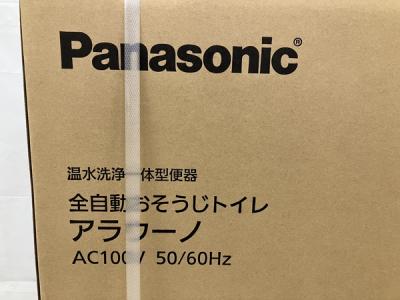 Panasonic®
温水洗浄一体型便器
全自動おそうじトイレ
アラウーノ
AC100V 50/60Hz